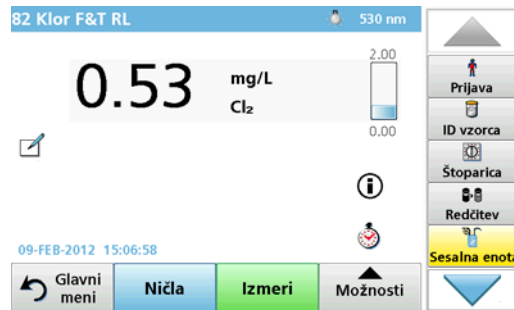 82 Klor F&T RL
530 nm
2.00
0.53
mg/L
Cl₂
0.00
09-FEB-2012 15:06:58
Glavni meni
Ničla
Izmeri
Možnosti
Prijava
ID vzorca
Štoparica
Redčitev
Sesalna enota